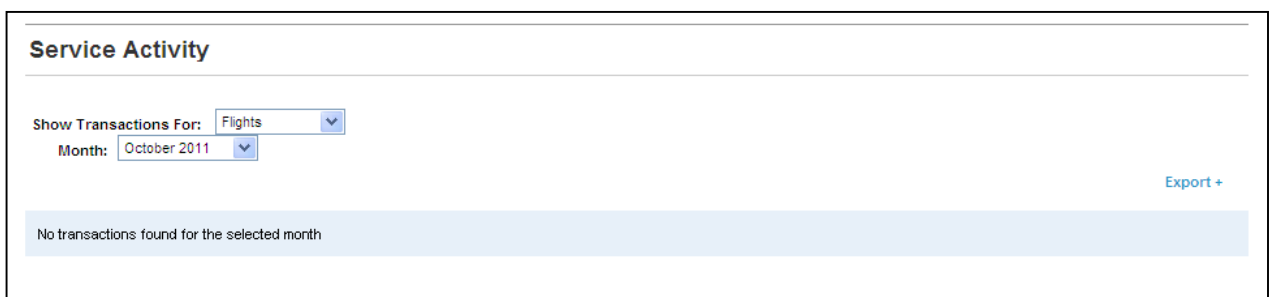 Service Activity
Show Transactions For: Flights
Month: October 2011
Export +
No transactions found for the selected month